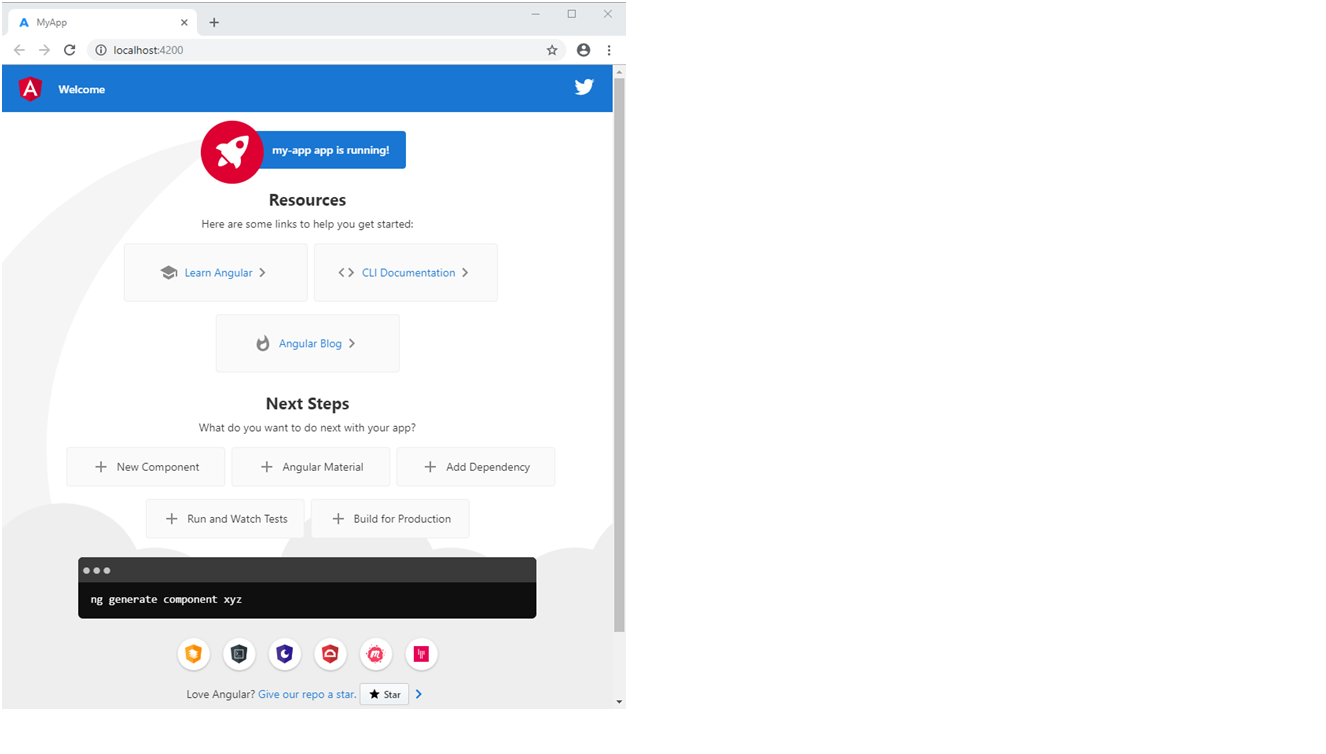 MyApp
localhost:4200
Welcome
my-app app is running!
Resources
Here are some links to help you get started:
Learn Angular
CLI Documentation
Angular Blog
Next Steps
What do you want to do next with your app?
New Component
Angular Material
Add Dependency
Run and Watch Tests
Build for Production
ng generate component xyz
Love Angular? Give our repo a star. Star